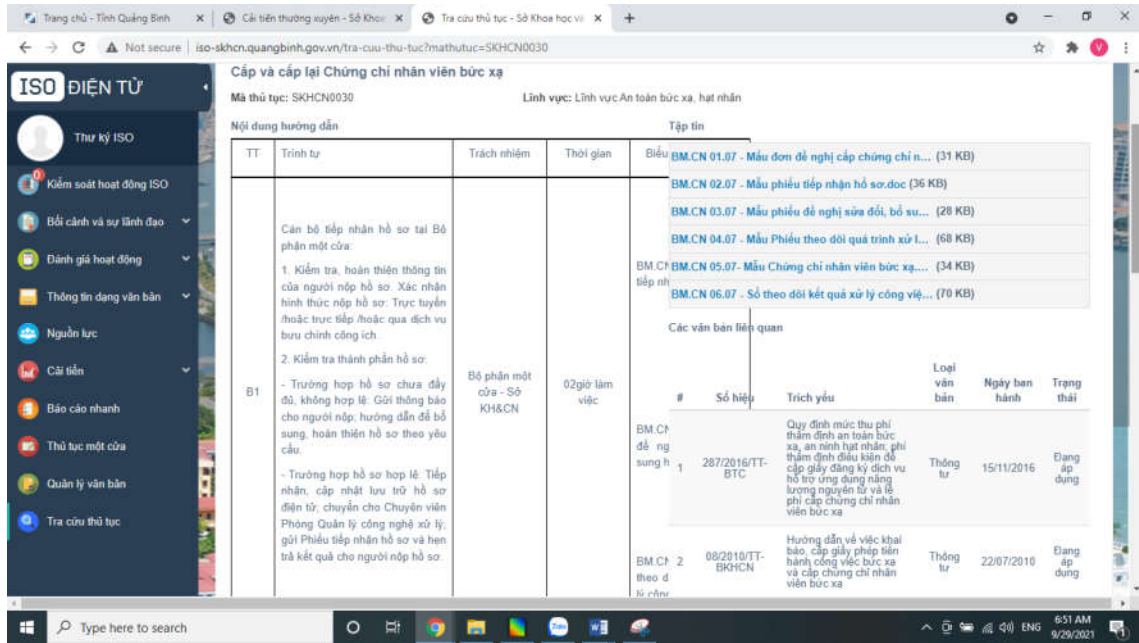 Trang chủ - Tỉnh Quảng Bình
Cải tiến thường xuyên - Sở Khoa
Tra cứu thủ tục - Sở Khoa học và
Not secure
iso-skhcn.quangbinh.gov.vn/tra-cuu-thu-tuc?mathutuc=SKHCN0030
V
ISO ĐIỆN TỬ
Thư ký ISO
0
Kiểm soát hoạt động ISO
Bối cảnh và sự lãnh đạo
Đánh giá hoạt động
Thông tin dạng văn bản
Nguồn lực
Cải tiến
Báo cáo nhanh
Thủ tục một cửa
Quản lý văn bản
Tra cứu thủ tục
Cấp và cấp lại Chứng chỉ nhân viên bức xạ
Mã thủ tục: SKHCN0030
Lĩnh vực: Lĩnh vực An toàn bức xạ, hạt nhân
Nội dung hướng dẫn
TT
Trình tự
Trách nhiệm
Thời gian
Biểu
B1
Cán bộ tiếp nhận hồ sơ tại Bộ
phận một cửa:
1. Kiểm tra, hoàn thiện thông tin
của người nộp hồ sơ. Xác nhận
hình thức nộp hồ sơ: Trực tuyến
/hoặc trực tiếp /hoặc qua dịch vụ
bưu chính công ích.
2. Kiểm tra thành phần hồ sơ:
- Trường hợp hồ sơ chưa đầy
đủ, không hợp lệ: Gửi thông báo
cho người nộp; hướng dẫn để bổ
sung, hoàn thiện hồ sơ theo yêu
cầu.
- Trường hợp hồ sơ hợp lệ: Tiếp
nhận, cập nhật lưu trữ hồ sơ
điện tử; chuyển cho Chuyên viên
Phòng Quản lý công nghệ xử lý;
gửi Phiếu tiếp nhận hồ sơ và hẹn
trả kết quả cho người nộp hồ sơ.
Bộ phận một
cửa - Sở
KH&CN
02giờ làm
việc
BM.CN
tiếp nh
BM.CN
đề ng
sung h
BM.CN
theo d
lý công
Tập tin
BM.CN 01.07 - Mẫu đơn đề nghị cấp chứng chỉ n... (31 KB)
BM.CN 02.07 - Mẫu phiếu tiếp nhận hồ sơ.doc (36 KB)
BM.CN 03.07 - Mẫu phiếu đề nghị sửa đổi, bổ su... (28 KB)
BM.CN 04.07 - Mẫu Phiếu theo dõi quá trình xử l... (68 KB)
BM.CN 05.07- Mẫu Chứng chỉ nhân viên bức xạ.... (34 KB)
BM.CN 06.07 - Sổ theo dõi kết quả xử lý công việ... (70 KB)
Các văn bản liên quan
#
Số hiệu
Trích yếu
Loại
văn
bản
Ngày ban
hành
Trạng
thái
1
287/2016/TT-
BTC
Quy định mức thu phí
thẩm định an toàn bức
xạ, an ninh hạt nhân; phí
thẩm định điều kiện để
cấp giấy đăng ký dịch vụ
hỗ trợ ứng dụng năng
lượng nguyên tử và lệ
phí cấp chứng chỉ nhân
viên bức xạ
Thông
tư
15/11/2016
Đang
áp
dụng
2
08/2010/TT-
BKHCN
Hướng dẫn về việc khai
báo, cấp giấy phép tiến
hành công việc bức xạ
và cấp chứng chỉ nhân
viên bức xạ
Thông
tư
22/07/2010
Đang
áp
dụng
Type here to search
Zalo
ENG
6:51 AM
9/29/2021